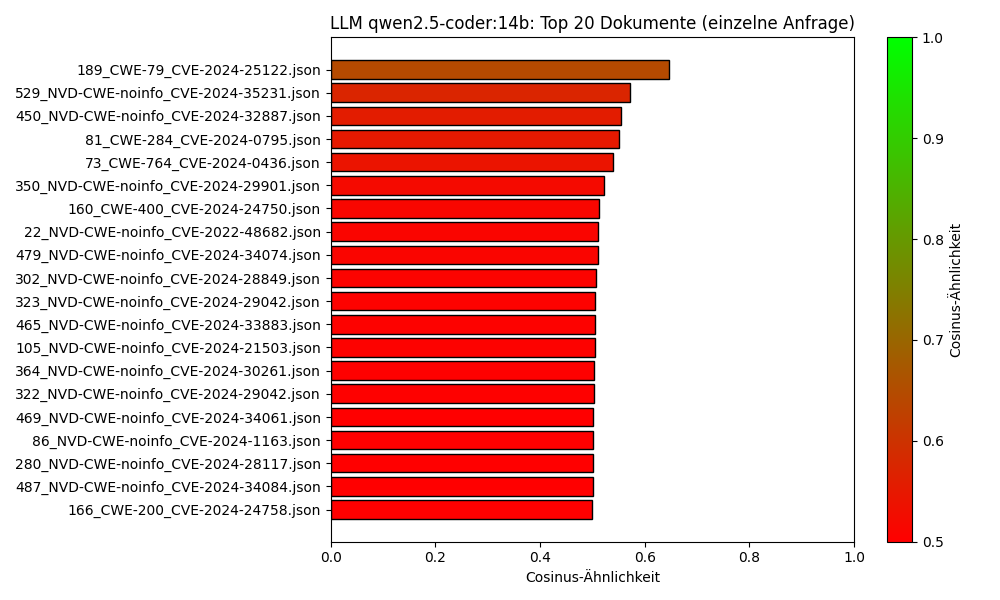 LLM qwen2.5-coder:14b: Top 20 Dokumente (einzelne Anfrage)
189_CWE-79_CVE-2024-25122.json
529_NVD-CWE-noinfo_CVE-2024-35231.json
450_NVD-CWE-noinfo_CVE-2024-32887.json
81_CWE-284_CVE-2024-0795.json
73_CWE-764_CVE-2024-0436.json
350_NVD-CWE-noinfo_CVE-2024-29901.json
160_CWE-400_CVE-2024-24750.json
22_NVD-CWE-noinfo_CVE-2022-48682.json
479_NVD-CWE-noinfo_CVE-2024-34074.json
302_NVD-CWE-noinfo_CVE-2024-28849.json
323_NVD-CWE-noinfo_CVE-2024-29042.json
465_NVD-CWE-noinfo_CVE-2024-33883.json
105_NVD-CWE-noinfo_CVE-2024-21503.json
364_NVD-CWE-noinfo_CVE-2024-30261.json
322_NVD-CWE-noinfo_CVE-2024-29042.json
469_NVD-CWE-noinfo_CVE-2024-34061.json
86_NVD-CWE-noinfo_CVE-2024-1163.json
280_NVD-CWE-noinfo_CVE-2024-28117.json
487_NVD-CWE-noinfo_CVE-2024-34084.json
166_CWE-200_CVE-2024-24758.json
0.0 0.2 0.4 0.6 0.8 1.0
Cosinus-Ähnlichkeit
1.0
0.9
0.8
0.7
0.6
0.5
Cosinus-Ähnlichkeit